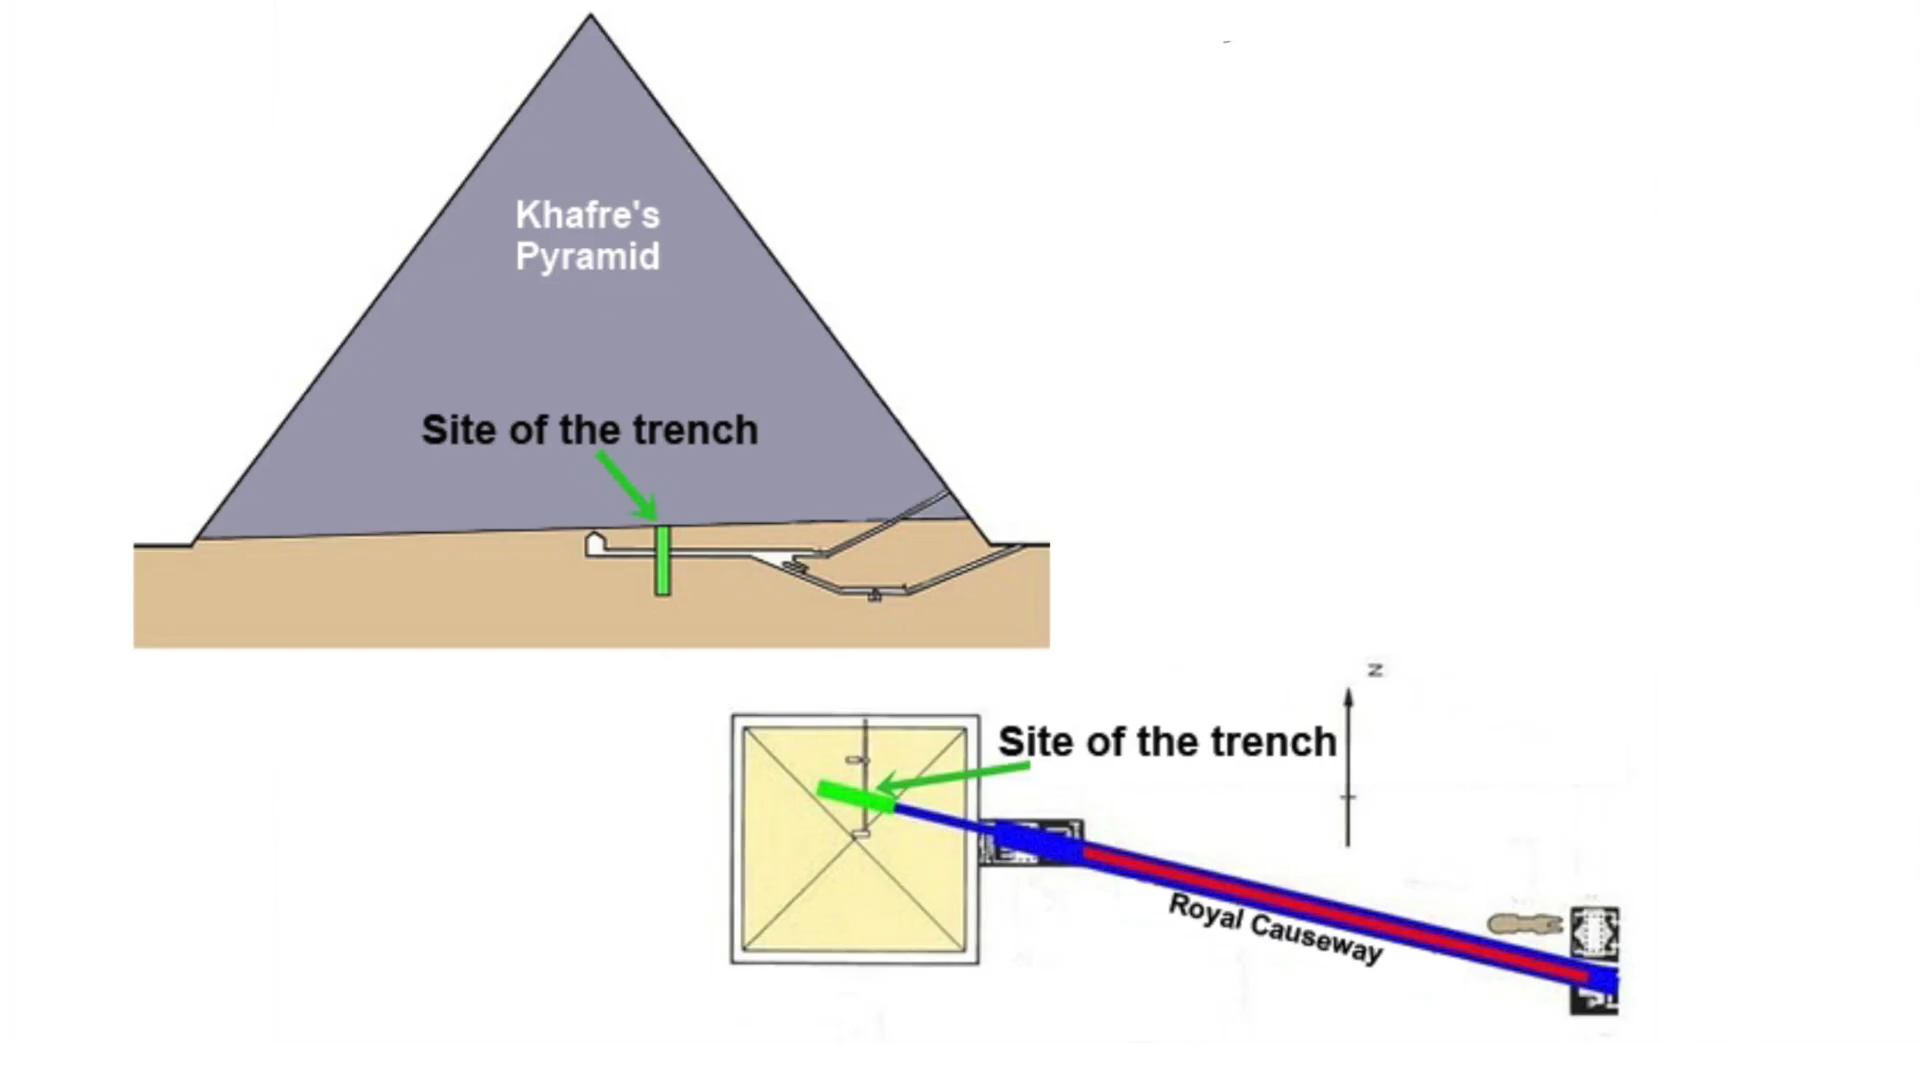 Khafre's
Pyramid
Site of the trench
N
Site of the trench
Royal Causeway